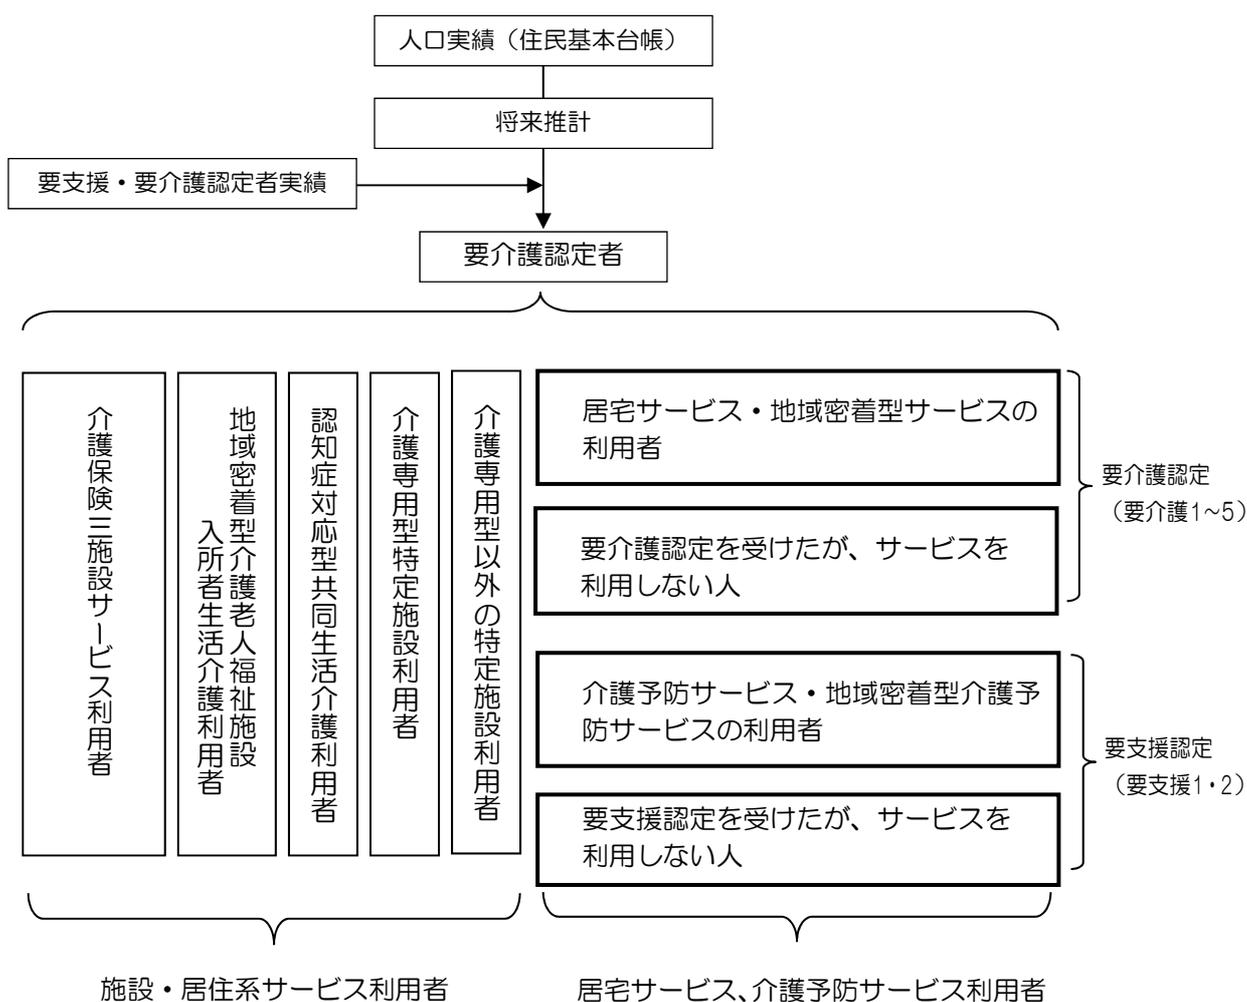 人口実績（住民基本台帳）
将来推計
要支援・要介護認定者実績
要介護認定者
介護保険三施設サービス利用者
地域密着型介護老人福祉施設
入所者生活介護利用者
認知症対応型共同生活介護利用者
介護専用型特定施設利用者
介護専用型以外の特定施設利用者
居宅サービス・地域密着型サービスの
利用者
要介護認定を受けたが、サービスを
利用しない人
要介護認定
（要介護1~5）
介護予防サービス・地域密着型介護予
防サービスの利用者
要支援認定を受けたが、サービスを
利用しない人
要支援認定
（要支援1・2）
施設・居住系サービス利用者
居宅サービス、介護予防サービス利用者